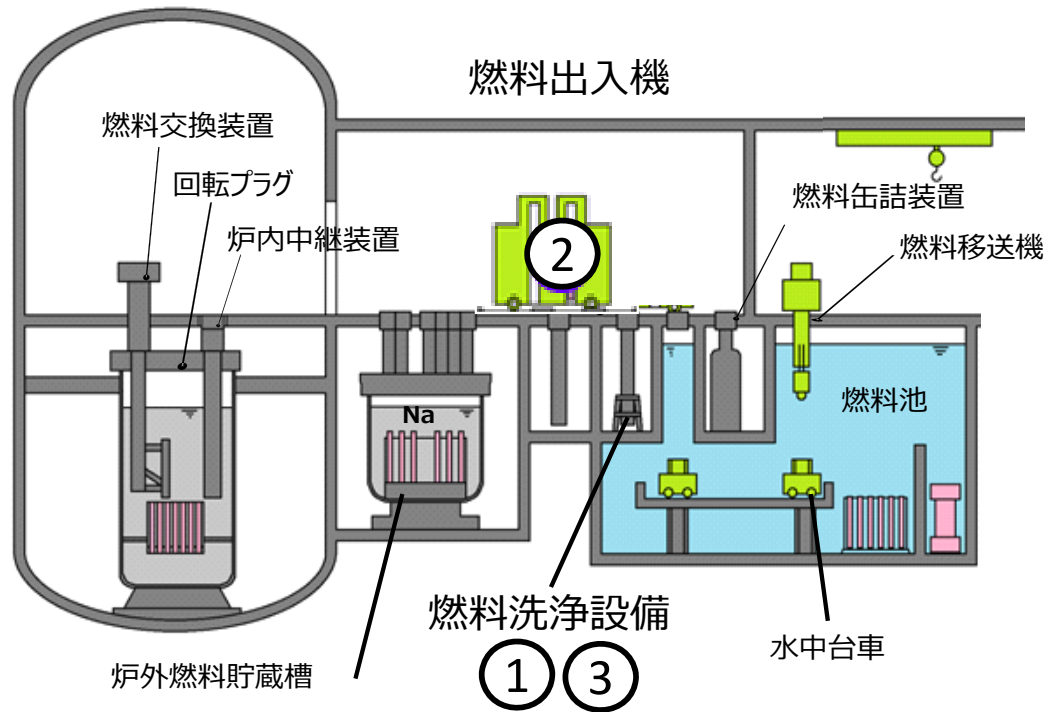 燃料出入機
燃料交換装置
回転プラグ
炉内中継装置
燃料缶詰装置
燃料移送機
②
Na
燃料池
燃料洗浄設備
① ③
炉外燃料貯蔵槽
水中台車